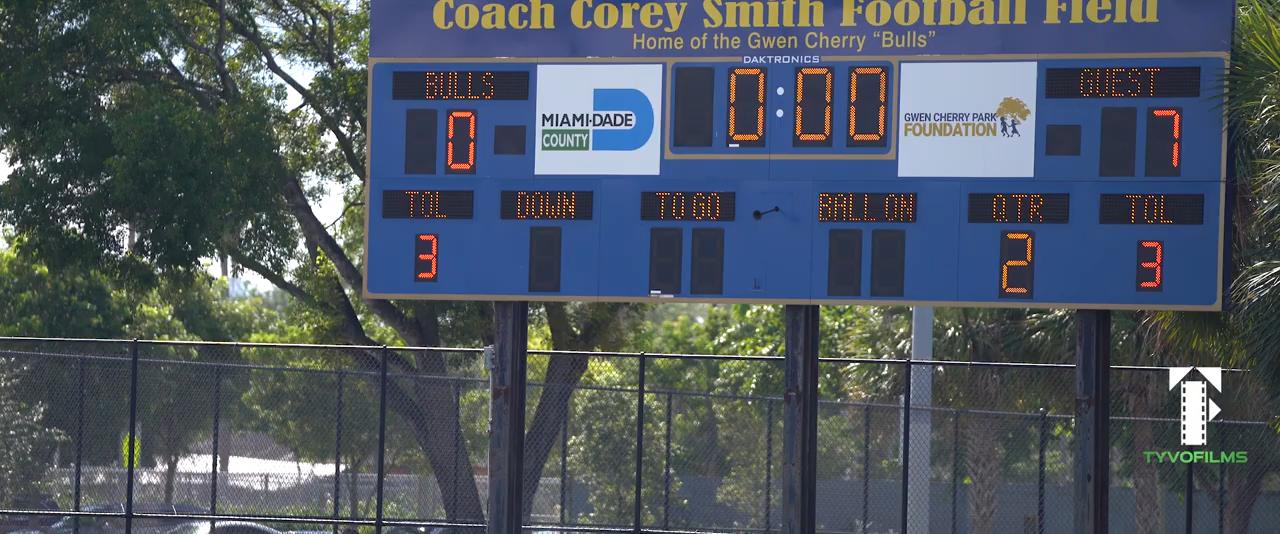 Coach Corey Smith Football Field
Home of the Gwen Cherry "Bulls"
DAKTRONICS
BULLS
MIAMI-DADE
COUNTY
0:00
GWEN CHERRY PARK
FOUNDATION
GUEST
0
7
TOL
DOWN
TO GO
BALL ON
QTR
TOL
3
2
3
TYVOFILMS